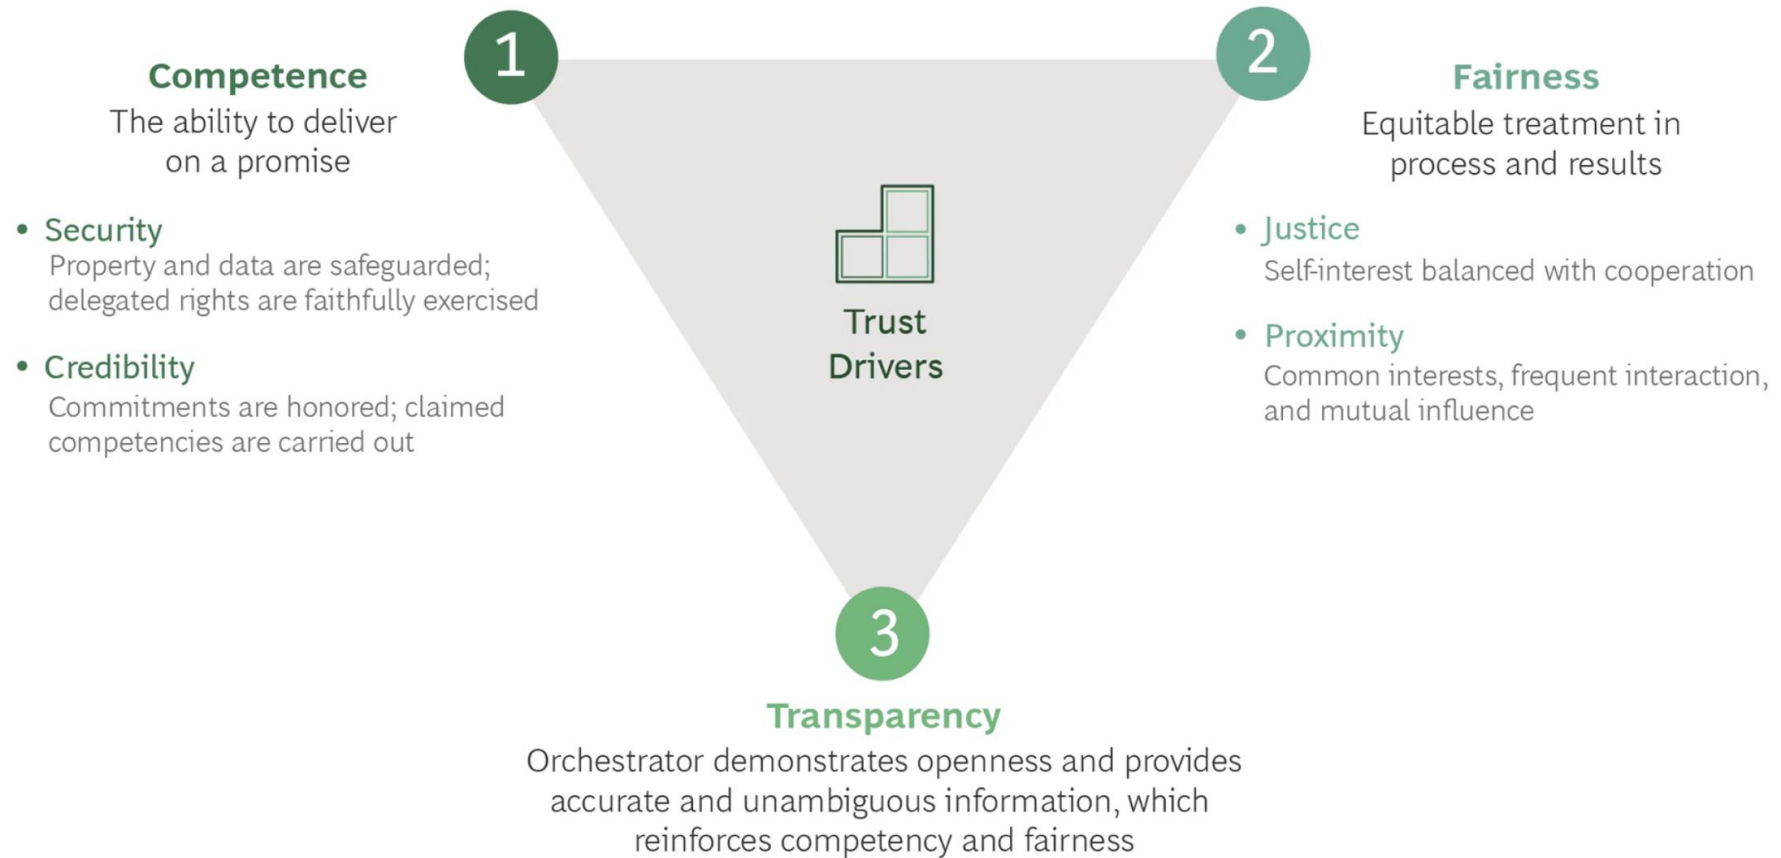 1
Competence
The ability to deliver
on a promise
• Security
Property and data are safeguarded;
delegated rights are faithfully exercised
• Credibility
Commitments are honored; claimed
competencies are carried out
2
Fairness
Equitable treatment in
process and results
• Justice
Self-interest balanced with cooperation
• Proximity
Common interests, frequent interaction,
and mutual influence
Trust
Drivers
3
Transparency
Orchestrator demonstrates openness and provides
accurate and unambiguous information, which
reinforces competency and fairness